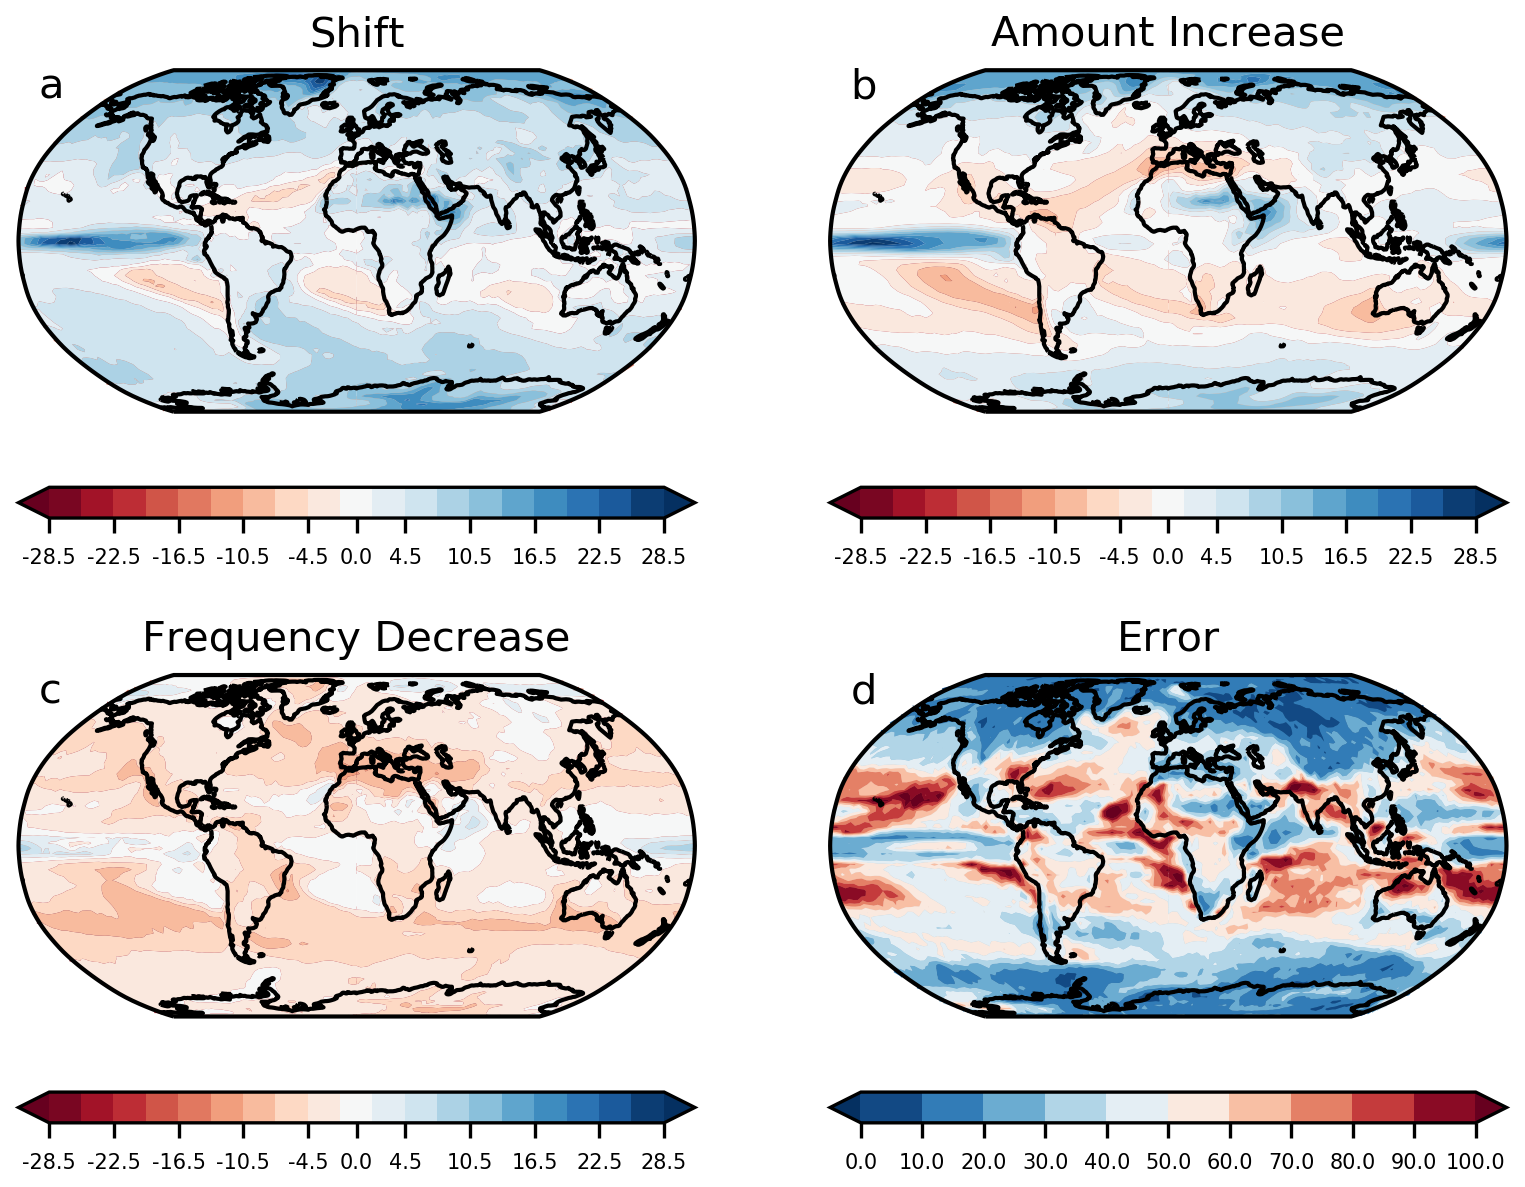 Shift
Amount Increase
a
b
-28.5 -22.5 -16.5 -10.5 -4.5 0.0 4.5 10.5 16.5 22.5 28.5
-28.5 -22.5 -16.5 -10.5 -4.5 0.0 4.5 10.5 16.5 22.5 28.5
Frequency Decrease
Error
c
d
-28.5 -22.5 -16.5 -10.5 -4.5 0.0 4.5 10.5 16.5 22.5 28.5
0.0 10.0 20.0 30.0 40.0 50.0 60.0 70.0 80.0 90.0 100.0